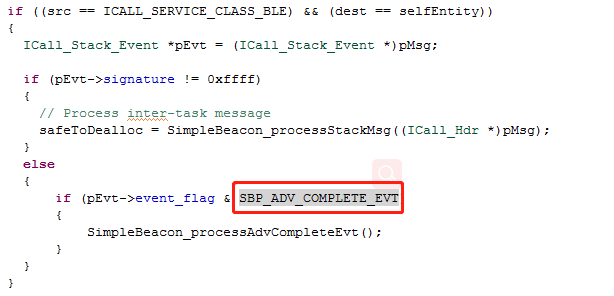 if ((src == ICALL_SERVICE_CLASS_BLE) && (dest == selfEntity))
{
ICall_Stack_Event *pEvt = (ICall_Stack_Event *)pMsg;
if (pEvt->signature != 0xffff)
{
// Process inter-task message
safeToDealloc = SimpleBeacon_processStackMsg((ICall_Hdr *)pMsg);
}
else
{
if (pEvt->event_flag & SBP_ADV_COMPLETE_EVT
{
SimpleBeacon_processAdvCompleteEvt();
}
}
}